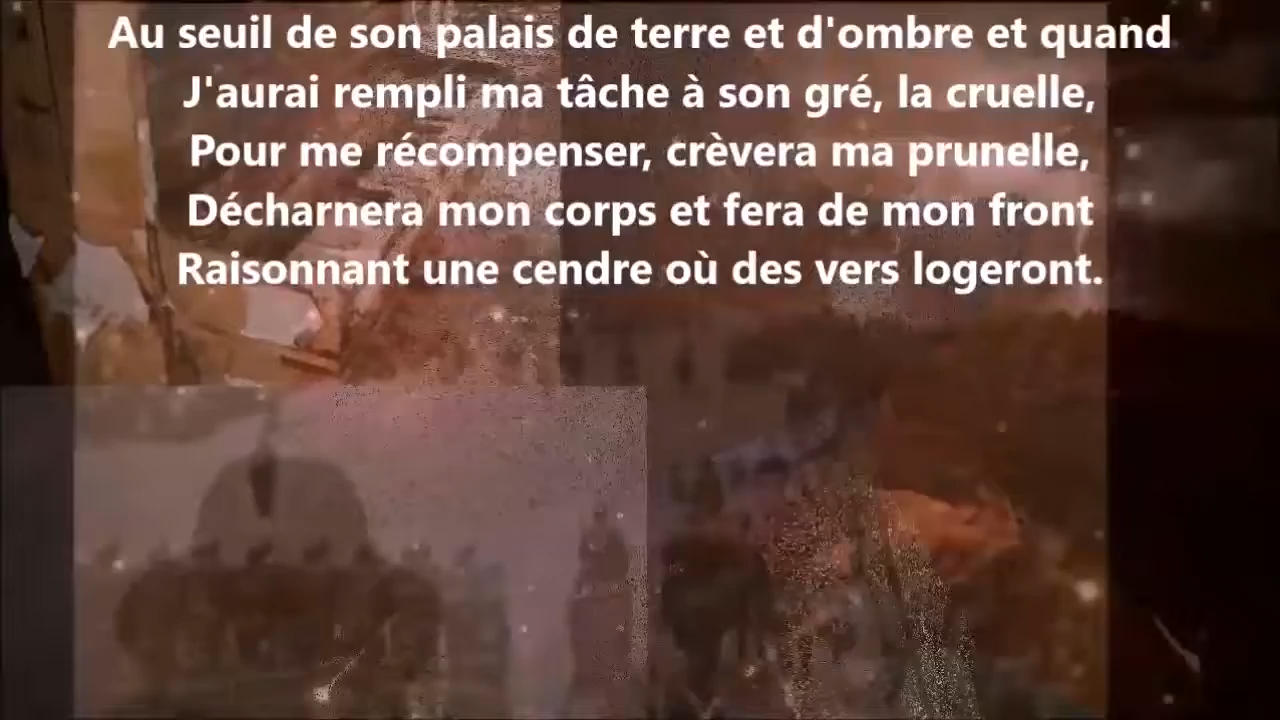 Au seuil de son palais de terre et d'ombre et quand
J'aurai rempli ma tâche à son gré, la cruelle,
Pour me récompenser, crèvera ma prunelle,
Décharnera mon corps et fera de mon front
Raisonnant une cendre où des vers logeront.